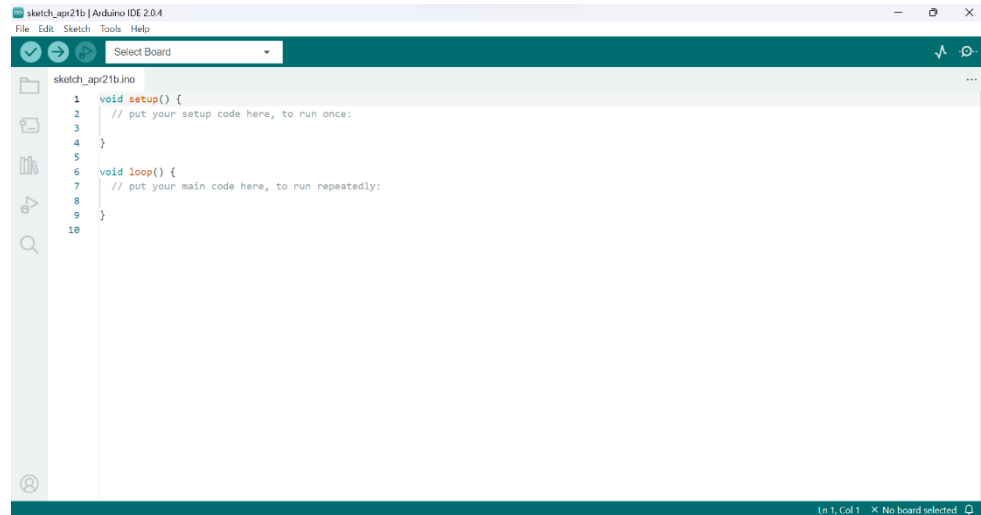 sketch_apr21b | Arduino IDE 2.0.4
File Edit Sketch Tools Help
Select Board
sketch_apr21b.ino
1 void setup() {
2 // put your setup code here, to run once:
3
4 }
5
6 void loop() {
7 // put your main code here, to run repeatedly:
8
9 }
10
Ln 1, Col 1 × No board selected